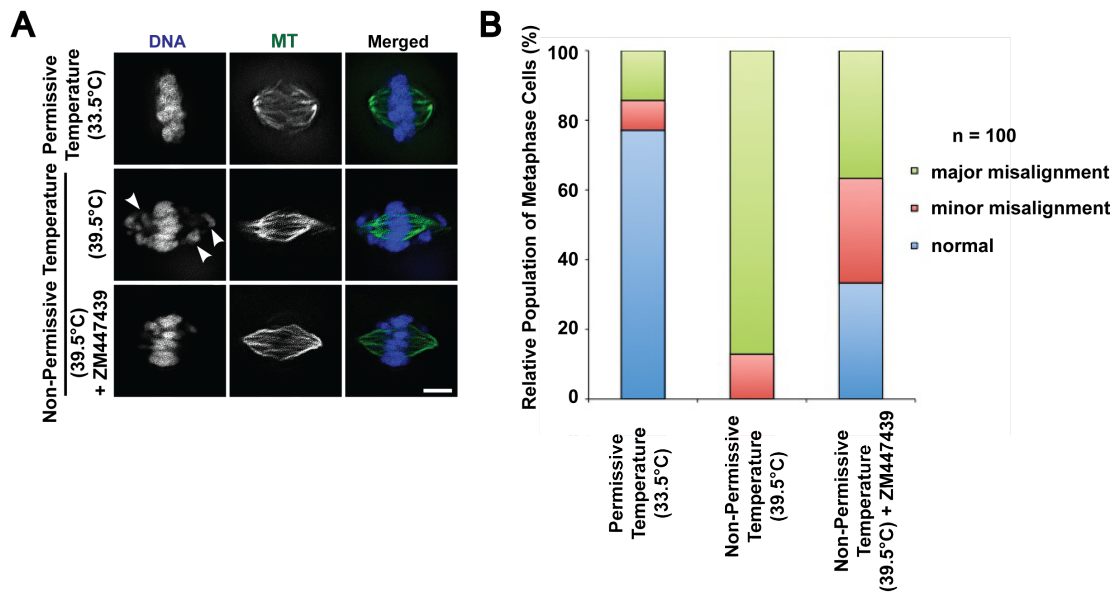 A
DNA
MT
Merged
Permissive
Temperature
(33.5°C)
Non-Permissive Temperature
(39.5°C)
(39.5°C)
+ ZM447439
B
Relative Population of Metaphase Cells (%)
100
80
60
40
20
0
n = 100
major misalignment
minor misalignment
normal
Permissive
Temperature
(33.5°C)
Non-Permissive
Temperature
(39.5°C)
Non-Permissive
Temperature
(39.5°C) + ZM447439